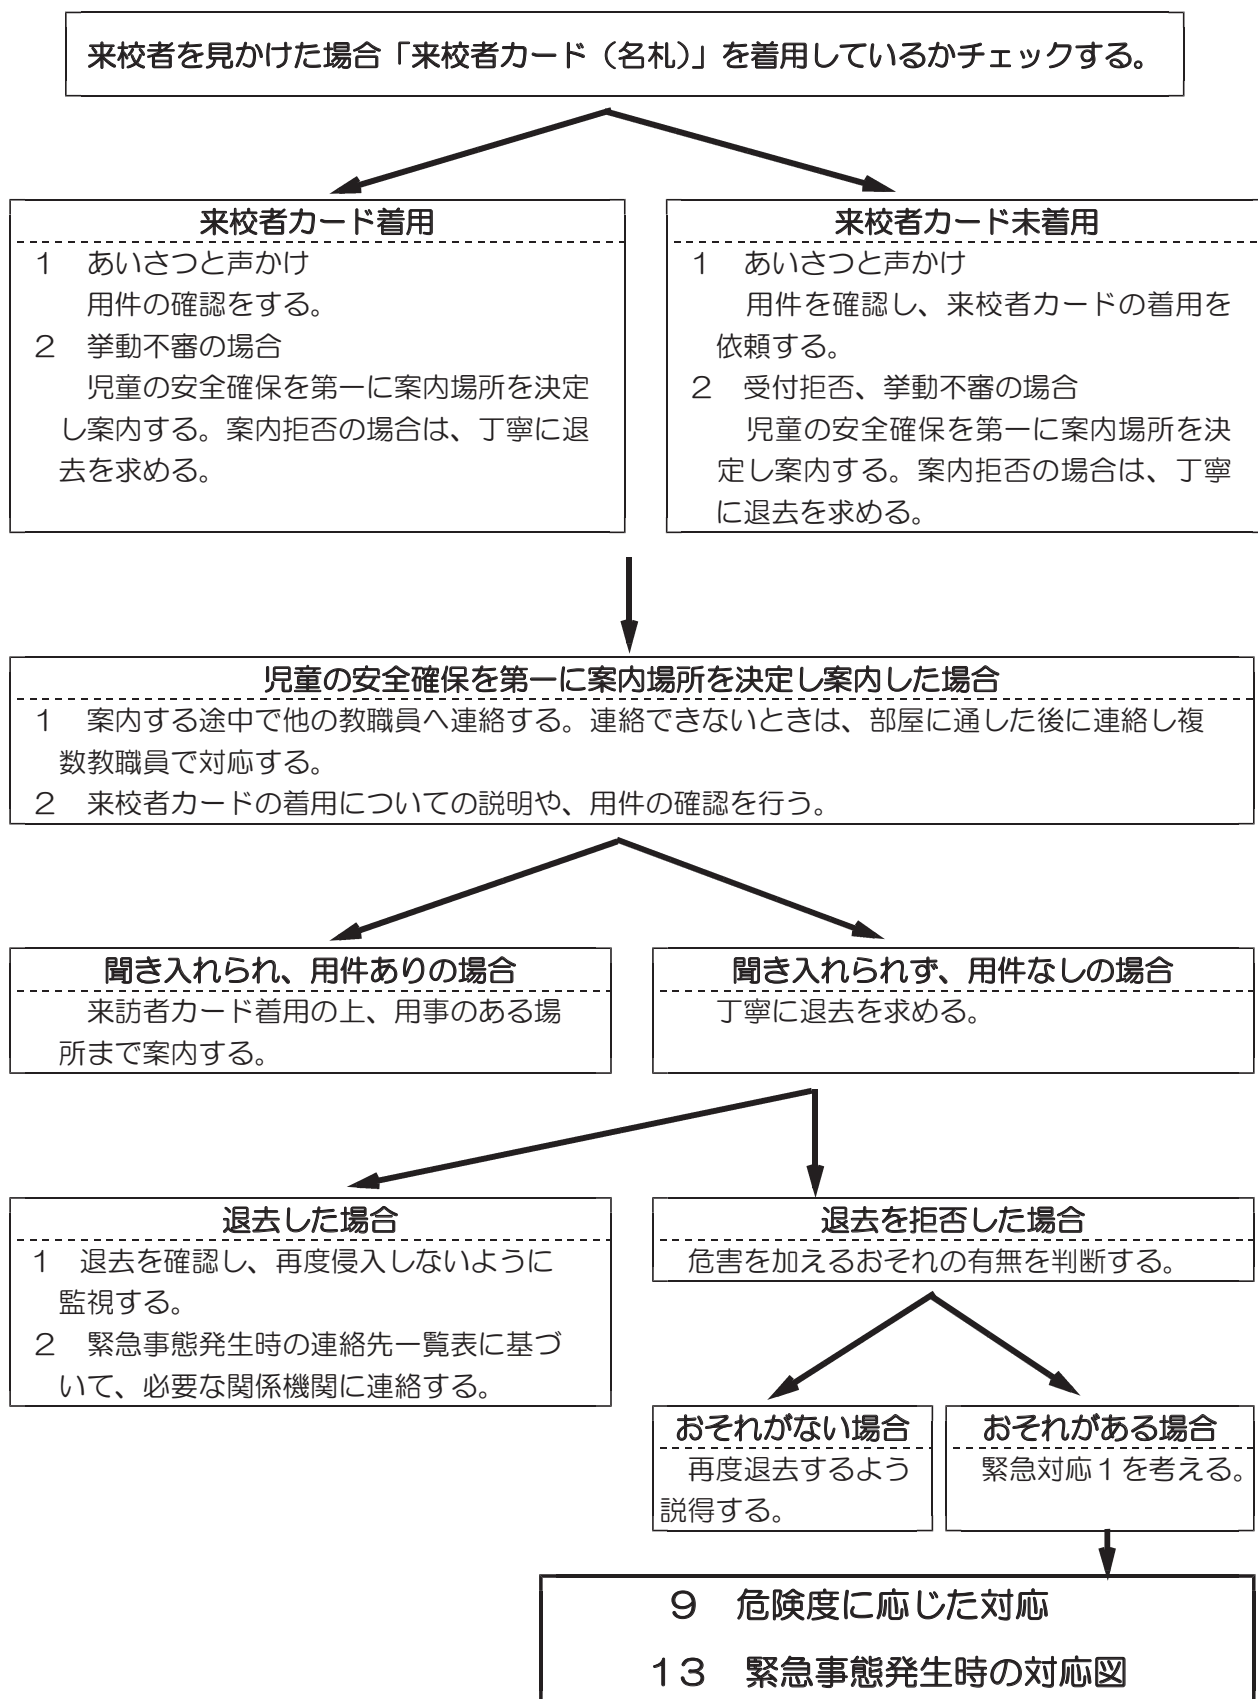 来校者を見かけた場合「来校者カード（名札）」を着用しているかチェックする。
来校者カード着用
１　あいさつと声かけ
用件の確認をする。
２　挙動不審の場合
児童の安全確保を第一に案内場所を決定
し案内する。案内拒否の場合は、丁寧に退
去を求める。
来校者カード未着用
１　あいさつと声かけ
用件を確認し、来校者カードの着用を
依頼する。
２　受付拒否、挙動不審の場合
児童の安全確保を第一に案内場所を決
定し案内する。案内拒否の場合は、丁寧
に退去を求める。
児童の安全確保を第一に案内場所を決定し案内した場合
１　案内する途中で他の教職員へ連絡する。連絡できないときは、部屋に通した後に連絡し複
数教職員で対応する。
２　来校者カードの着用についての説明や、用件の確認を行う。
聞き入れられ、用件ありの場合
来訪者カード着用の上、用事のある場
所まで案内する。
聞き入れられず、用件なしの場合
丁寧に退去を求める。
退去した場合
１　退去を確認し、再度侵入しないように
監視する。
２　緊急事態発生時の連絡先一覧表に基づ
いて、必要な関係機関に連絡する。
退去を拒否した場合
危害を加えるおそれの有無を判断する。
おそれがない場合
再度退去するよう
説得する。
おそれがある場合
緊急対応１を考える。
９　危険度に応じた対応
１３　緊急事態発生時の対応図